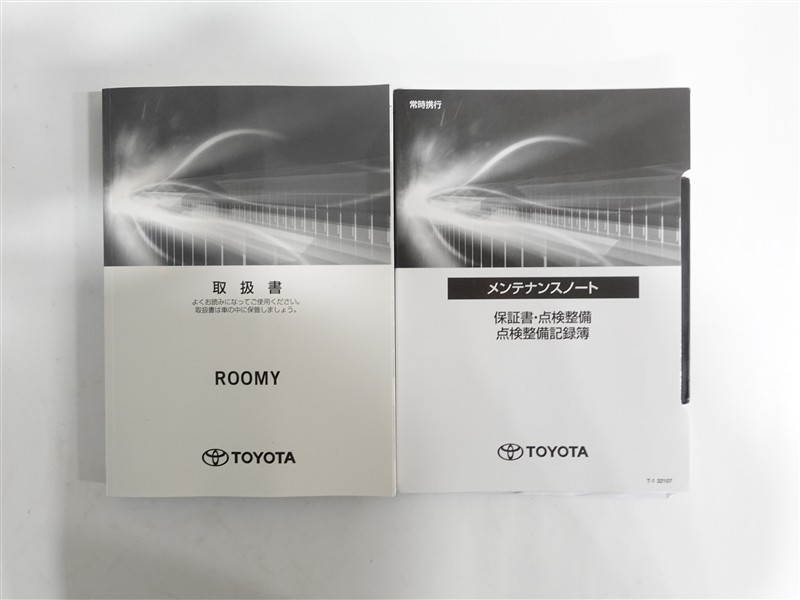 取扱書
よくお読みになってご使用ください。
取扱書は車の中に保管しましょう。
ROOMY
TOYOTA
常時携行
メンテナンスノート
保証書・点検整備
点検整備記録簿
TOYOTA